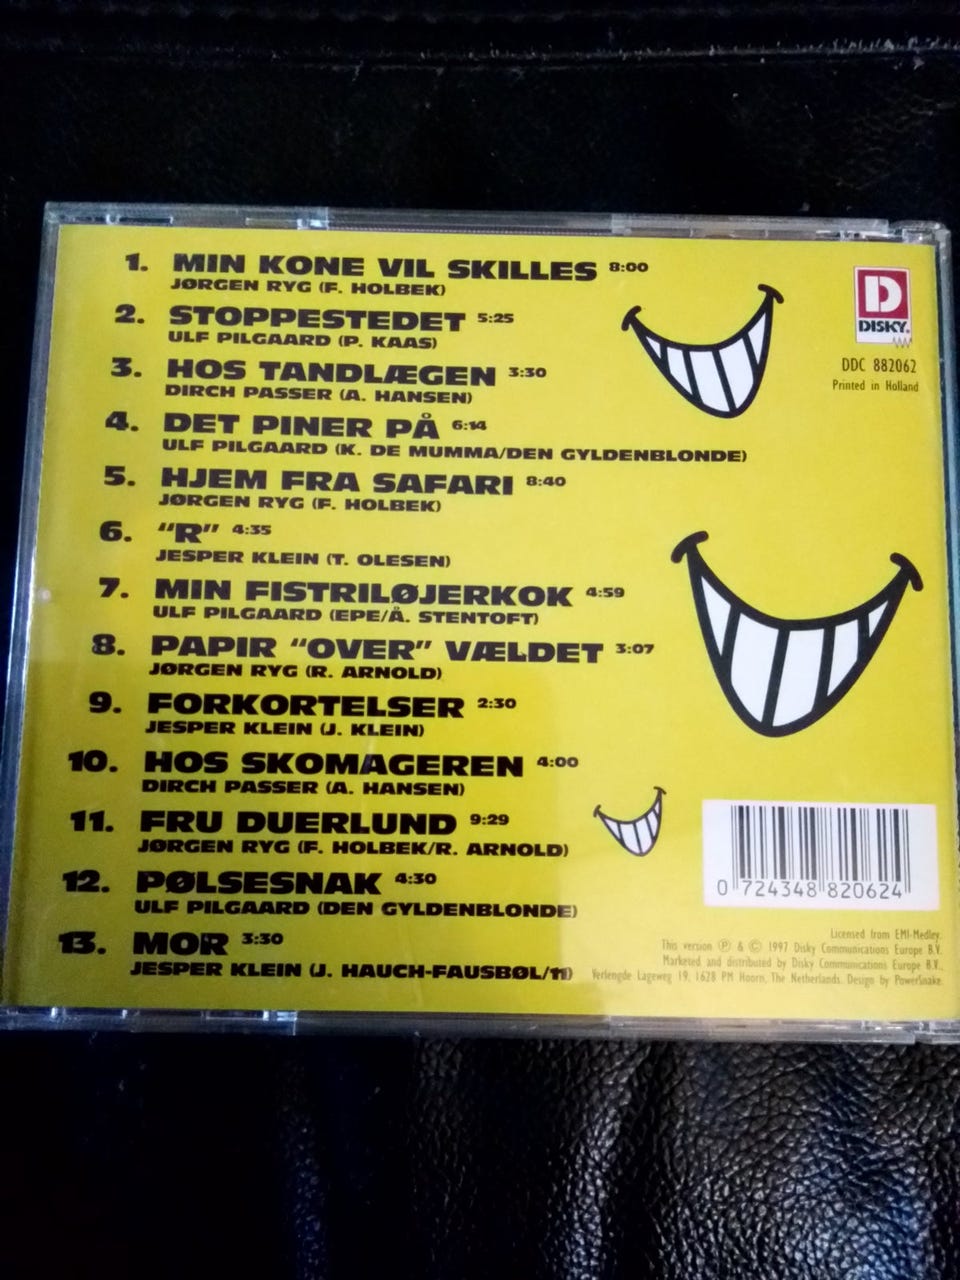 1. MIN KONE VIL SKILLES 8:00
JØRGEN RYG (F. HOLBEK)
2. STOPPESTEDET 5:25
ULF PILGAARD (P. KAAS)
3. HOS TANDLÆGEN 3:30
DIRCH PASSER (A. HANSEN)
4. DET PINER PÅ 6:14
ULF PILGAARD (K. DE MUMMA/DEN GYLDENBLONDE)
5. HJEM FRA SAFARI 8:40
JØRGEN RYG (F. HOLBEK)
6. "R" 4:35
JESPER KLEIN (T. OLESEN)
7. MIN FISTRILØJERKOK 4:59
ULF PILGAARD (EPE/Å. STENTOFT)
8. PAPIR "OVER" VÆLDET 3:07
JØRGEN RYG (R. ARNOLD)
9. FORKORTELSER 2:30
JESPER KLEIN (J. KLEIN)
10. HOS SKOMAGEREN 4:00
DIRCH PASSER (A. HANSEN)
11. FRU DUERLUND 9:29
JØRGEN RYG (F. HOLBEK/R. ARNOLD)
12. PØLSESNAK 4:30
ULF PILGAARD (DEN GYLDENBLONDE)
13. MOR 3:30
JESPER KLEIN (J. HAUCH-FAUSBØL/11)
D
DISKY.
DDC 882062
Printed in Holland
0 724348 820624
Licensed from EMI-Medley.
This version ℗ & © 1997 Disky Communications Europe B.V.
Marketed and distributed by Disky Communications Europe B.V.,
Verlengde Lageweg 19, 1628 PM Hoorn, The Netherlands. Design by PowerSnake.